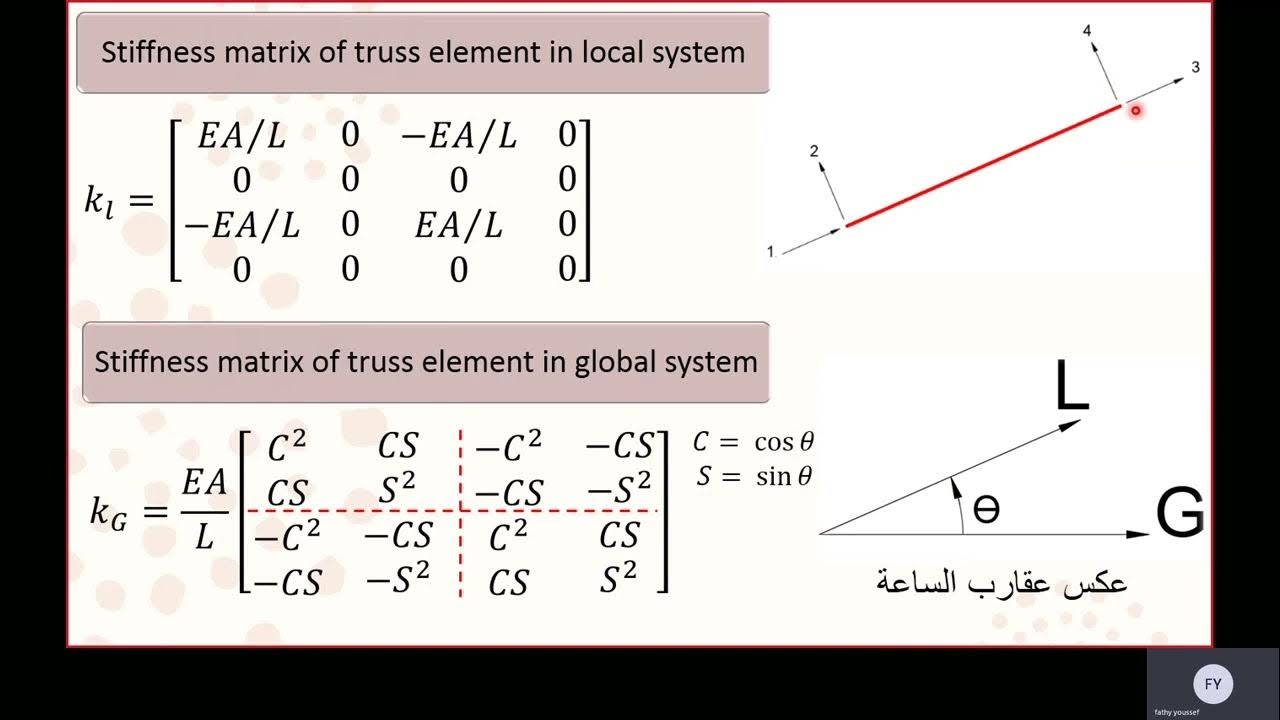 Stiffness matrix of truss element in local system
k_l = [ EA/L 0 −EA/L 0
0 0 0 0
−EA/L 0 EA/L 0
0 0 0 0 ]
1
2
3
4
Stiffness matrix of truss element in global system
k_G = EA/L [ C² CS −C² −CS
CS S² −CS −S²
−C² −CS C² CS
−CS −S² CS S² ]
C = cos θ
S = sin θ
L
Ɵ
G
عكس عقارب الساعة
FY
fathy youssef